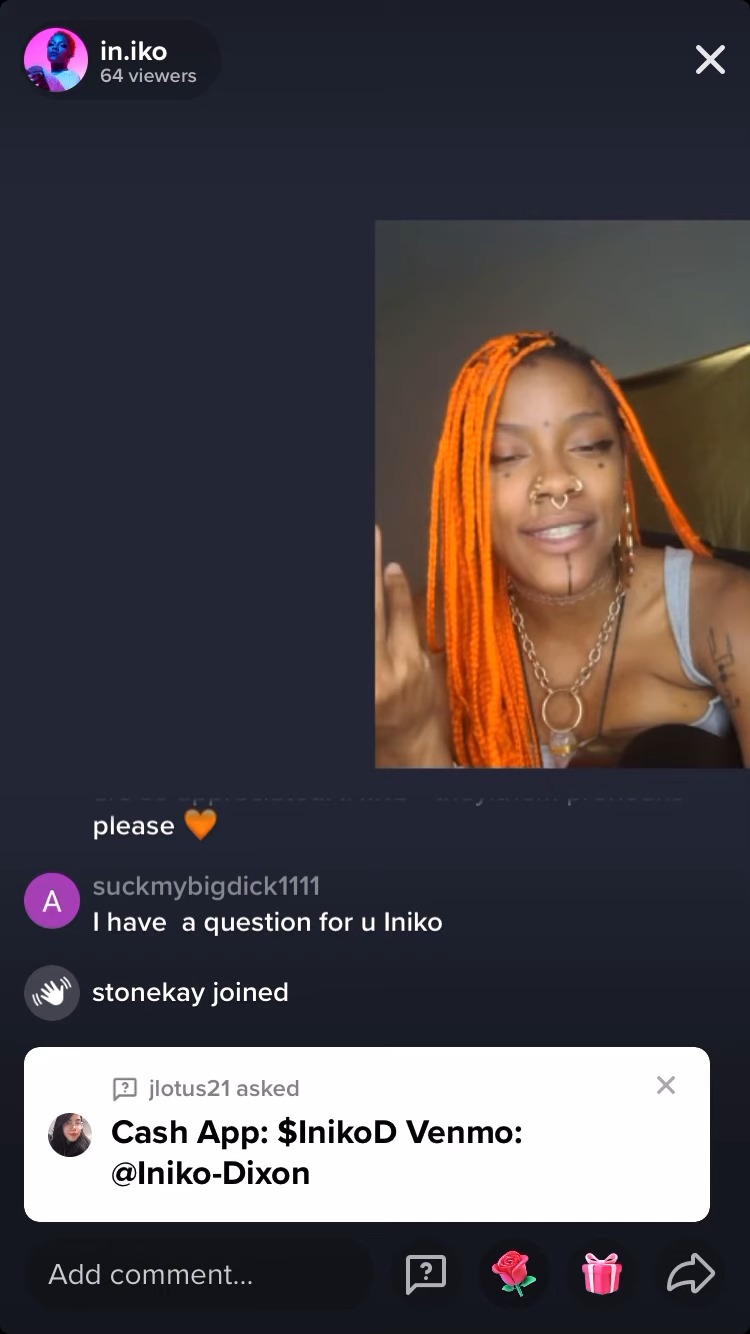 in.iko
64 viewers
please 🧡
A
suckmybigdick1111
I have  a question for u Iniko
stonekay joined
jlotus21 asked
Cash App: $InikoD Venmo:
@Iniko-Dixon
Add comment...